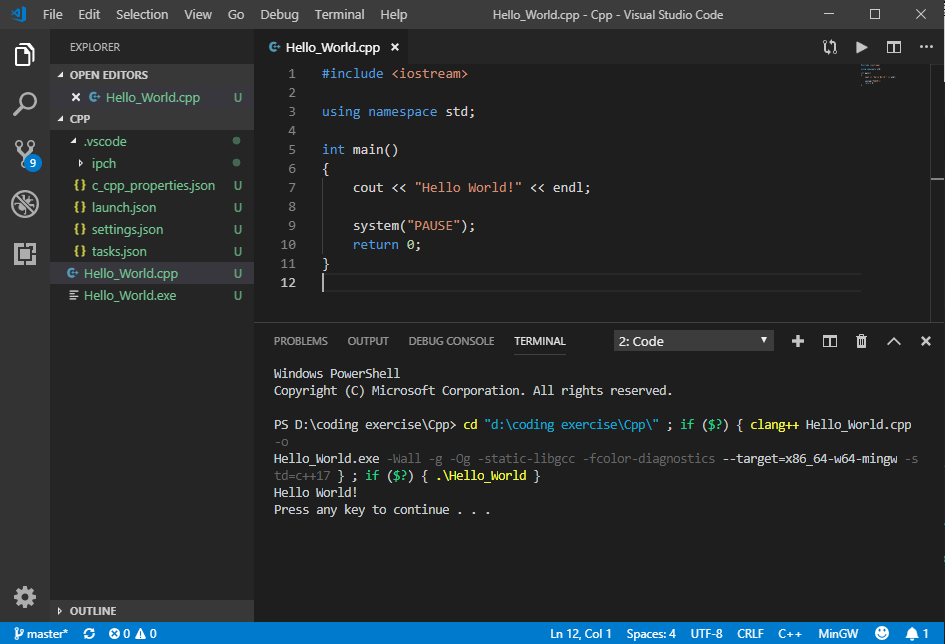 File Edit Selection View Go Debug Terminal Help Hello_World.cpp - Cpp - Visual Studio Code
EXPLORER
OPEN EDITORS
Hello_World.cpp U
CPP
.vscode
ipch
{} c_cpp_properties.json U
{} launch.json U
{} settings.json U
{} tasks.json U
Hello_World.cpp U
Hello_World.exe U
9
OUTLINE
Hello_World.cpp
1 #include <iostream>
2
3 using namespace std;
4
5 int main()
6 {
7 cout << "Hello World!" << endl;
8
9 system("PAUSE");
10 return 0;
11 }
12
PROBLEMS OUTPUT DEBUG CONSOLE TERMINAL 2: Code
Windows PowerShell
Copyright (C) Microsoft Corporation. All rights reserved.
PS D:\coding exercise\Cpp> cd "d:\coding exercise\Cpp\" ; if ($?) { clang++ Hello_World.cpp
-o
Hello_World.exe -Wall -g -Og -static-libgcc -fcolor-diagnostics --target=x86_64-w64-mingw -s
td=c++17 } ; if ($?) { .\Hello_World }
Hello World!
Press any key to continue . . .
master* 0 0 Ln 12, Col 1 Spaces: 4 UTF-8 CRLF C++ MinGW 1